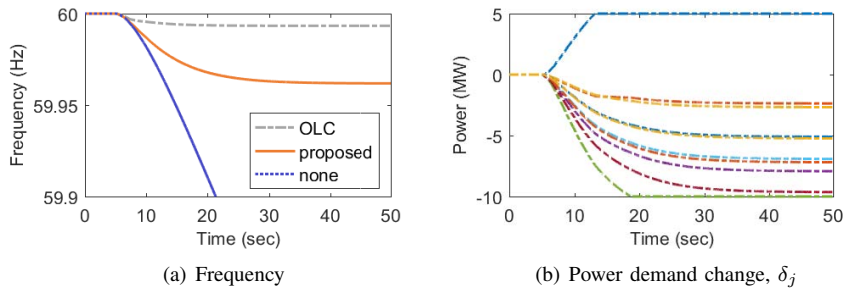 60
59.95
59.9
Frequency (Hz)
OLC
proposed
none
0 10 20 30 40 50
Time (sec)
(a) Frequency
5
0
-5
-10
Power (MW)
0 10 20 30 40 50
Time (sec)
(b) Power demand change, δⱼ